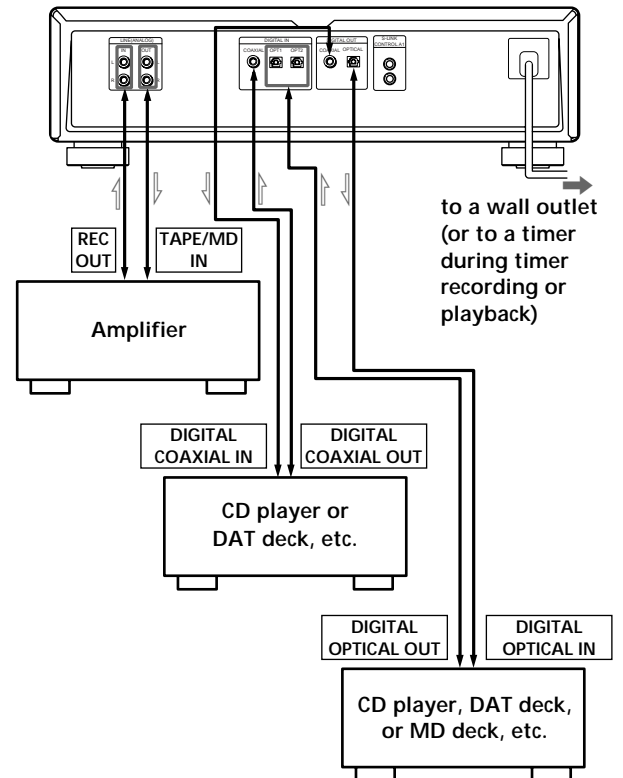 LINE(ANALOG)
IN OUT
L L
R R
DIGITAL IN
COAXIAL OPT1 OPT2
DIGITAL OUT
COAXIAL OPTICAL
S-LINK
CONTROL A1
to a wall outlet
(or to a timer
during timer
recording or
playback)
REC
OUT
TAPE/MD
IN
Amplifier
DIGITAL
COAXIAL IN
DIGITAL
COAXIAL OUT
CD player or
DAT deck, etc.
DIGITAL
OPTICAL OUT
DIGITAL
OPTICAL IN
CD player, DAT deck,
or MD deck, etc.